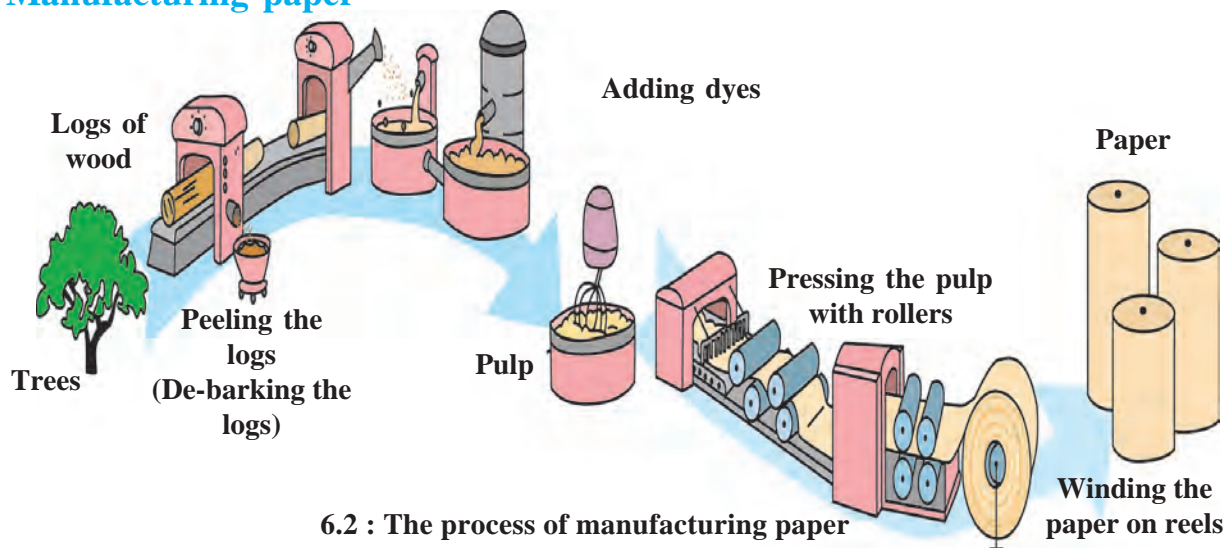 Manufacturing paper
Logs of
wood
Trees
Peeling the
logs
(De-barking the
logs)
Adding dyes
Pulp
Pressing the pulp
with rollers
Paper
Winding the
paper on reels
6.2 : The process of manufacturing paper